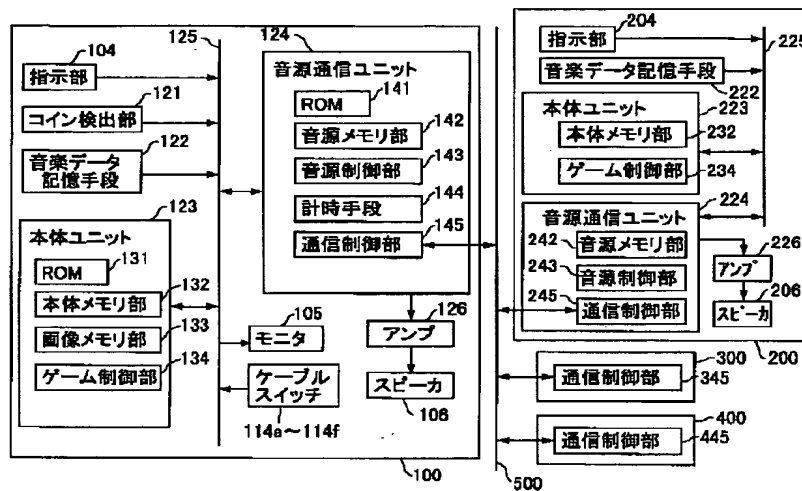 104
指示部
121
コイン検出部
122
音楽データ
記憶手段
123
本体ユニット
ROM
131
132
本体メモリ部
133
画像メモリ部
134
ゲーム制御部
125
124
音源通信ユニット
ROM
141
142
音源メモリ部
143
音源制御部
144
計時手段
145
通信制御部
105
モニタ
ケーブル
スイッチ
114a～114f
126
アンプ
スピーカ
106
100
500
204
指示部
225
音楽データ記憶手段
222
223
本体ユニット
232
本体メモリ部
ゲーム制御部
234
224
音源通信ユニット
242
音源メモリ部
243
音源制御部
245
通信制御部
226
アンプ
206
スピーカ
200
300
通信制御部
345
400
通信制御部
445